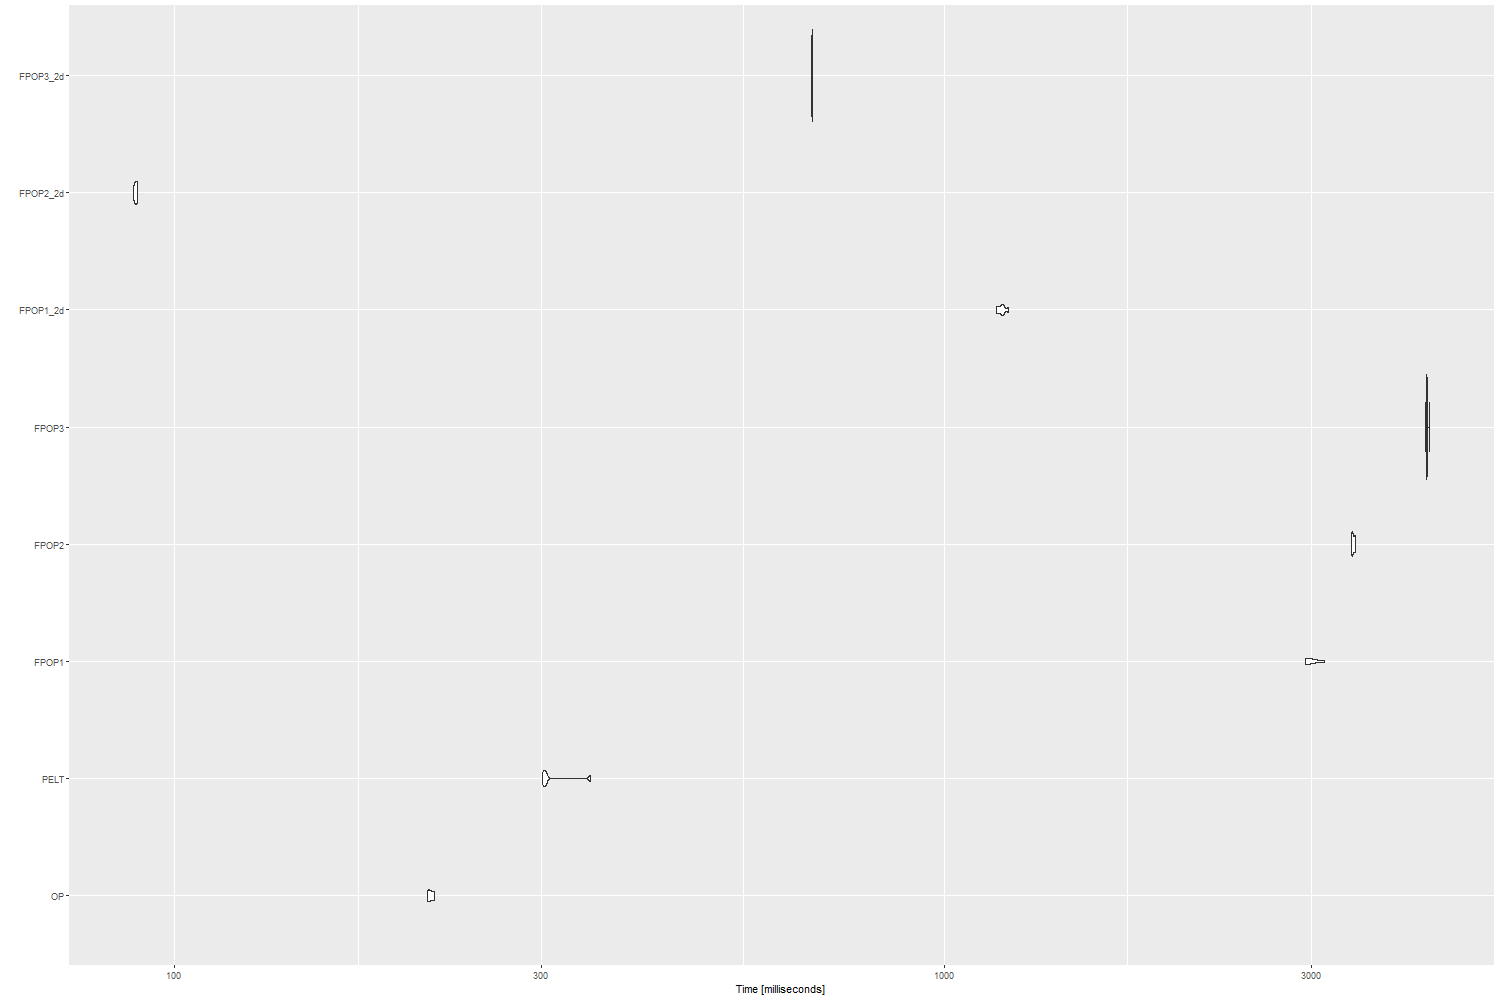 FPOP3_2d
FPOP2_2d
FPOP1_2d
FPOP3
FPOP2
FPOP1
PELT
OP
100 300 1000 3000
Time [milliseconds]